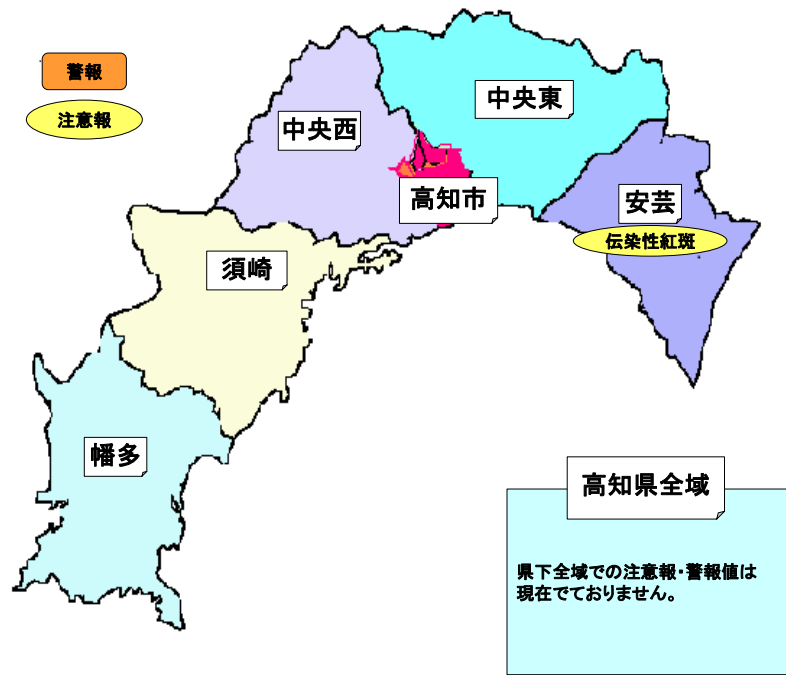 警報
注意報
中央東
中央西
高知市
安芸
伝染性紅斑
須崎
幡多
高知県全域
県下全域での注意報・警報値は
現在でておりません。